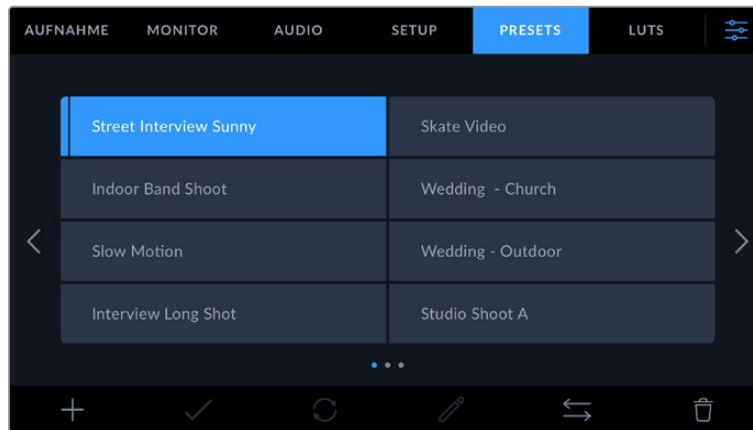 AUFNAHME MONITOR AUDIO SETUP PRESETS LUTS
Street Interview Sunny
Skate Video
Indoor Band Shoot
Wedding - Church
Slow Motion
Wedding - Outdoor
Interview Long Shot
Studio Shoot A